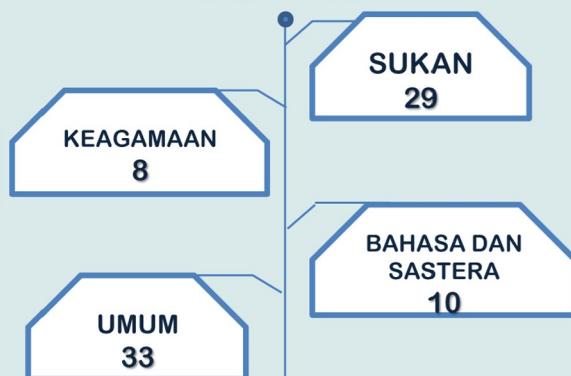 SUKAN
29
KEAGAMAAN
8
BAHASA DAN
SASTERA
10
UMUM
33